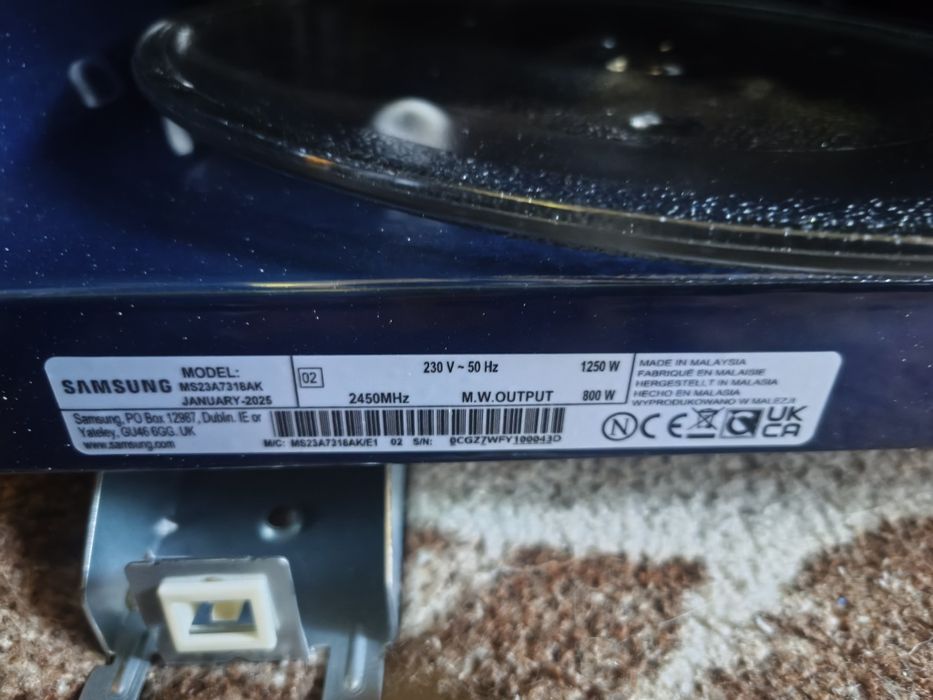 SAMSUNG
MODEL:
MS23A7318AK
JANUARY-2025
02
230 V ~ 50 Hz
1250 W
2450MHz
M.W.OUTPUT
800 W
MADE IN MALAYSIA
FABRIQUÉ EN MALAISIE
HERGESTELLT IN MALASIA
HECHO EN MALASIA
WYPRODUKOWANO W MALEZJI
Samsung, PO Box 12987, Dublin. IE or
Yateley, GU46 6GG. UK
www.samsung.com
M/C: MS23A7318AK/E1 02 S/N: 0CGZ7WFY100043D
N CE UK
CA